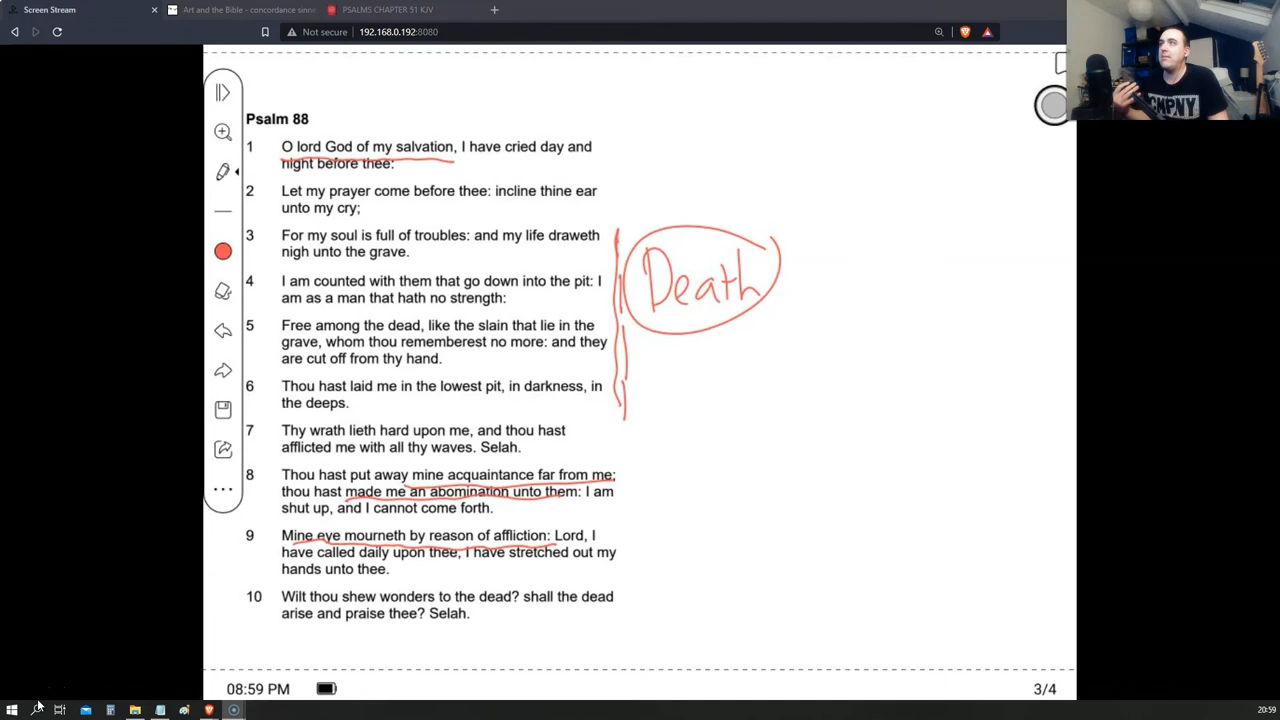 Screen Stream
Art and the Bible - concordance sinne
PSALMS CHAPTER 51 KJV
Not secure
192.168.0.192:8080
CMPNY
Psalm 88
1 O lord God of my salvation, I have cried day and
night before thee:
2 Let my prayer come before thee: incline thine ear
unto my cry;
3 For my soul is full of troubles: and my life draweth
nigh unto the grave.
4 I am counted with them that go down into the pit: I
am as a man that hath no strength:
5 Free among the dead, like the slain that lie in the
grave, whom thou rememberest no more: and they
are cut off from thy hand.
6 Thou hast laid me in the lowest pit, in darkness, in
the deeps.
7 Thy wrath lieth hard upon me, and thou hast
afflicted me with all thy waves. Selah.
8 Thou hast put away mine acquaintance far from me;
thou hast made me an abomination unto them: I am
shut up, and I cannot come forth.
9 Mine eye mourneth by reason of affliction: Lord, I
have called daily upon thee, I have stretched out my
hands unto thee.
10 Wilt thou shew wonders to the dead? shall the dead
arise and praise thee? Selah.
Death
08:59 PM
3/4
20:59